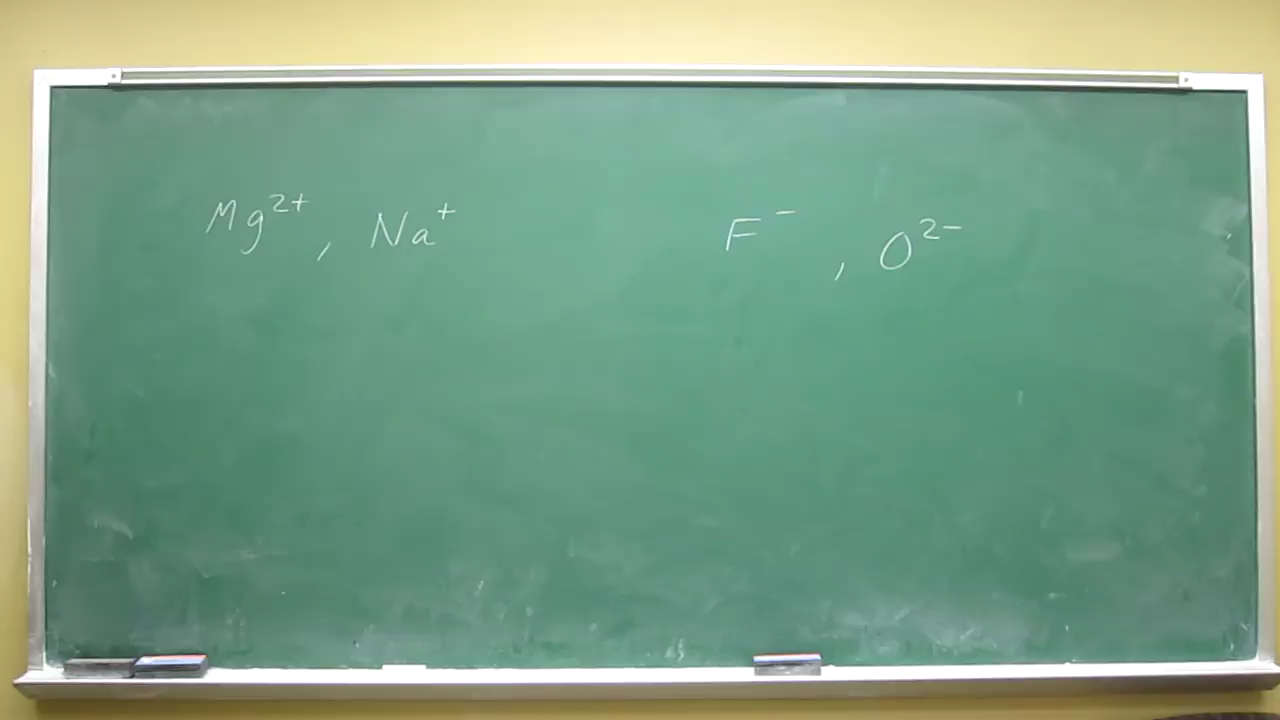 Mg²⁺, Na⁺ F⁻, O²⁻